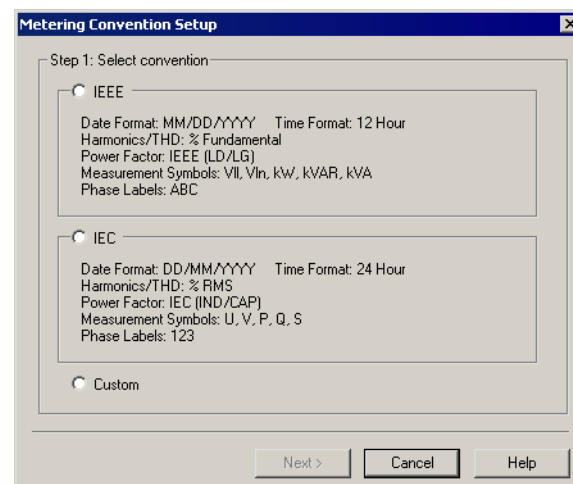 Metering Convention Setup
Step 1: Select convention
IEEE
Date Format: MM/DD/YYYY    Time Format: 12 Hour
Harmonics/THD: % Fundamental
Power Factor: IEEE (LD/LG)
Measurement Symbols: Vll, Vln, kW, kVAR, kVA
Phase Labels: ABC
IEC
Date Format: DD/MM/YYYY    Time Format: 24 Hour
Harmonics/THD: % RMS
Power Factor: IEC (IND/CAP)
Measurement Symbols: U, V, P, Q, S
Phase Labels: 123
Custom
Next >    Cancel    Help